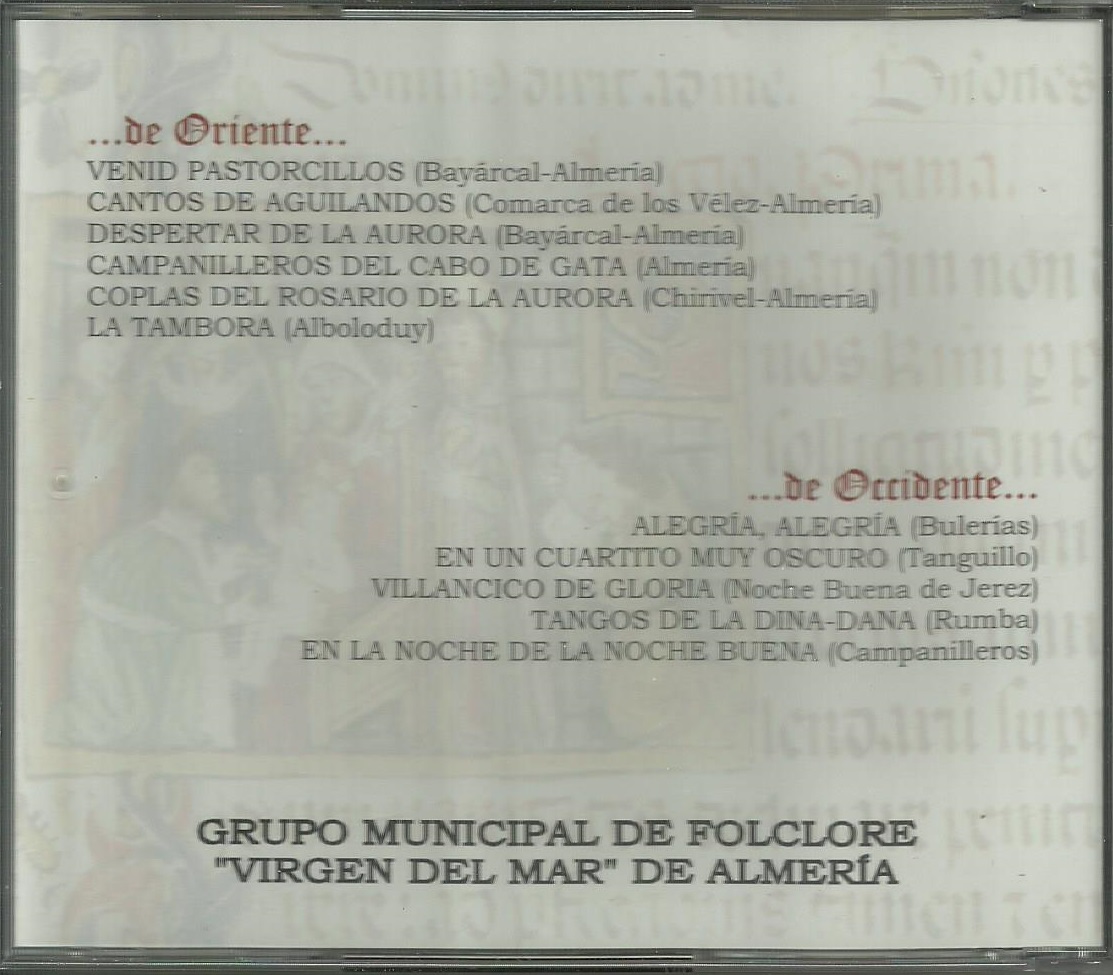 ...de Oriente...
VENID PASTORCILLOS (Bayárcal-Almería)
CANTOS DE AGUILANDOS (Comarca de los Vélez-Almería)
DESPERTAR DE LA AURORA (Bayárcal-Almería)
CAMPANILLEROS DEL CABO DE GATA (Almería)
COPLAS DEL ROSARIO DE LA AURORA (Chirivel-Almería)
LA TAMBORA (Alboloduy)
...de Occidente...
ALEGRÍA, ALEGRÍA (Bulerías)
EN UN CUARTITO MUY OSCURO (Tanguillo)
VILLANCICO DE GLORIA (Noche Buena de Jerez)
TANGOS DE LA DINA-DANA (Rumba)
EN LA NOCHE DE LA NOCHE BUENA (Campanilleros)
GRUPO MUNICIPAL DE FOLCLORE
"VIRGEN DEL MAR" DE ALMERÍA